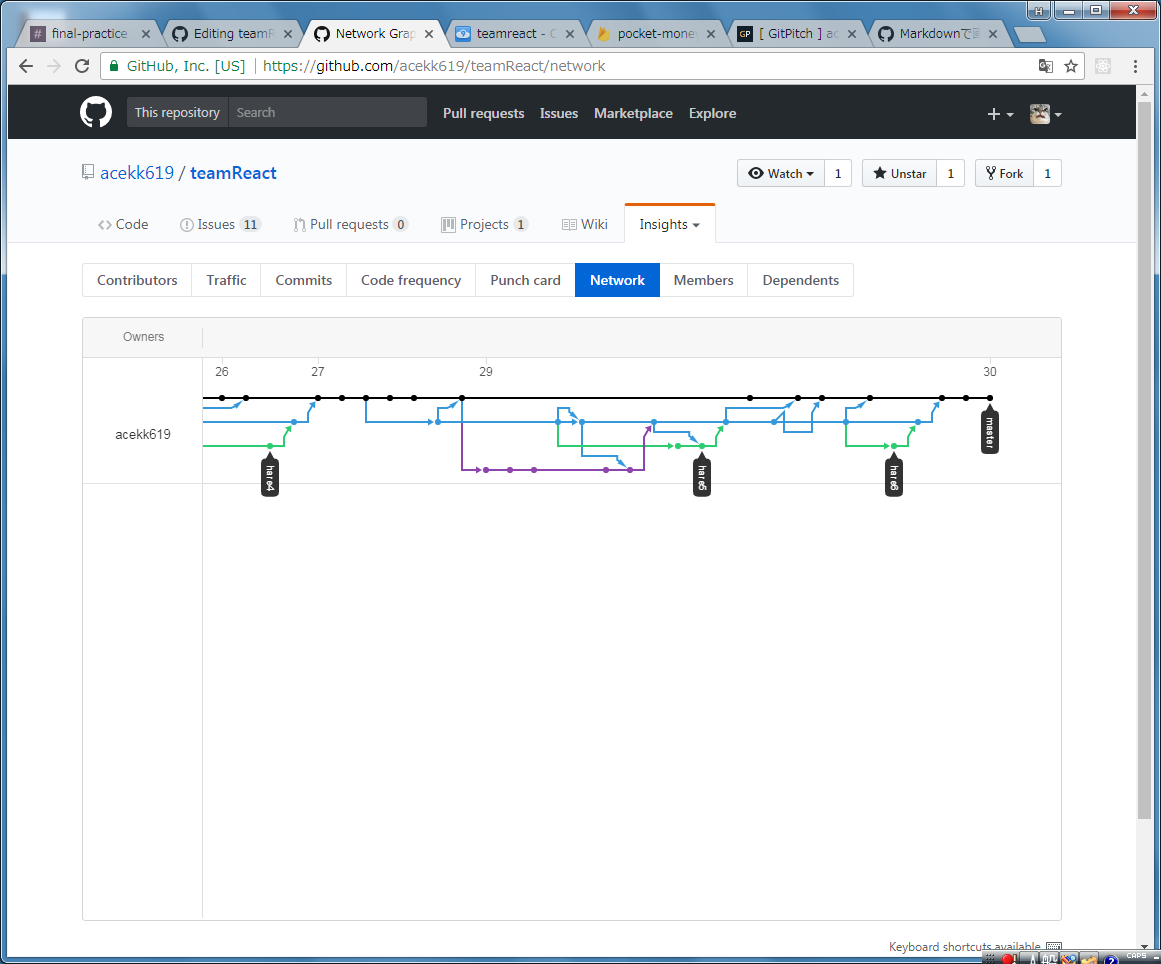 final-practice
Editing teamR
Network Grap
teamreact - C
pocket-mone
GP [ GitPitch ] ac
Markdownで
GitHub, Inc. [US] https://github.com/acekk619/teamReact/network
This repository Search Pull requests Issues Marketplace Explore
acekk619 / teamReact
Watch 1 Unstar 1 Fork 1
Code Issues 11 Pull requests 0 Projects 1 Wiki Insights
Contributors Traffic Commits Code frequency Punch card Network Members Dependents
Owners
26 27 29 30
acekk619
master
hare4
hare5
hare6
Keyboard shortcuts available
CAPS